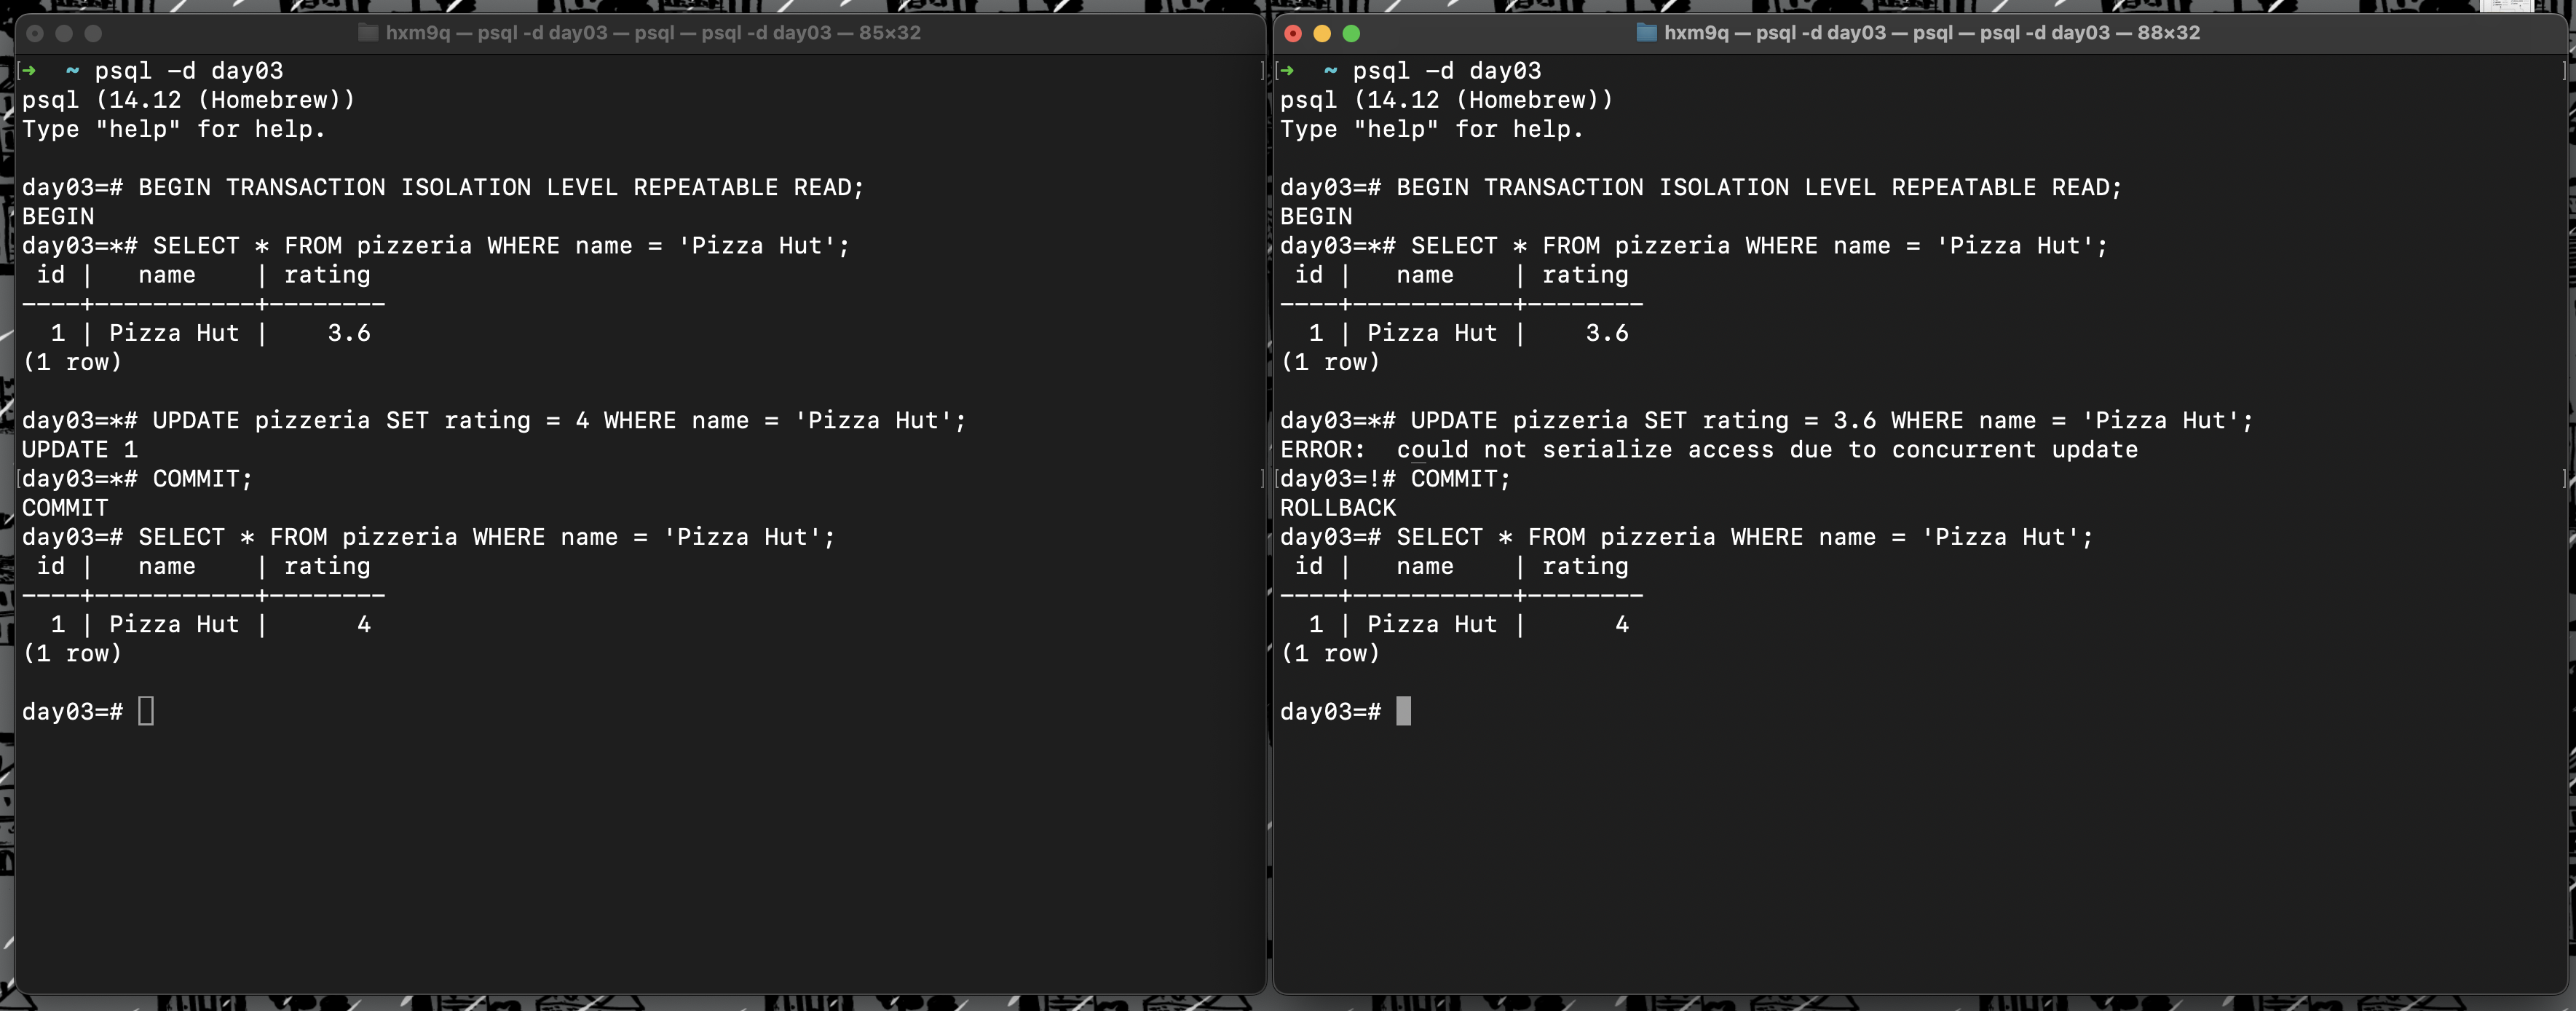 hxm9q — psql -d day03 — psql — psql -d day03 — 85×32
➜  ~ psql -d day03
psql (14.12 (Homebrew))
Type "help" for help.
day03=# BEGIN TRANSACTION ISOLATION LEVEL REPEATABLE READ;
BEGIN
day03=*# SELECT * FROM pizzeria WHERE name = 'Pizza Hut';
 id |   name    | rating
----+-----------+--------
  1 | Pizza Hut |    3.6
(1 row)
day03=*# UPDATE pizzeria SET rating = 4 WHERE name = 'Pizza Hut';
UPDATE 1
day03=*# COMMIT;
COMMIT
day03=# SELECT * FROM pizzeria WHERE name = 'Pizza Hut';
 id |   name    | rating
----+-----------+--------
  1 | Pizza Hut |      4
(1 row)
day03=#
hxm9q — psql -d day03 — psql — psql -d day03 — 88×32
➜  ~ psql -d day03
psql (14.12 (Homebrew))
Type "help" for help.
day03=# BEGIN TRANSACTION ISOLATION LEVEL REPEATABLE READ;
BEGIN
day03=*# SELECT * FROM pizzeria WHERE name = 'Pizza Hut';
 id |   name    | rating
----+-----------+--------
  1 | Pizza Hut |    3.6
(1 row)
day03=*# UPDATE pizzeria SET rating = 3.6 WHERE name = 'Pizza Hut';
ERROR:  could not serialize access due to concurrent update
day03=!# COMMIT;
ROLLBACK
day03=# SELECT * FROM pizzeria WHERE name = 'Pizza Hut';
 id |   name    | rating
----+-----------+--------
  1 | Pizza Hut |      4
(1 row)
day03=#